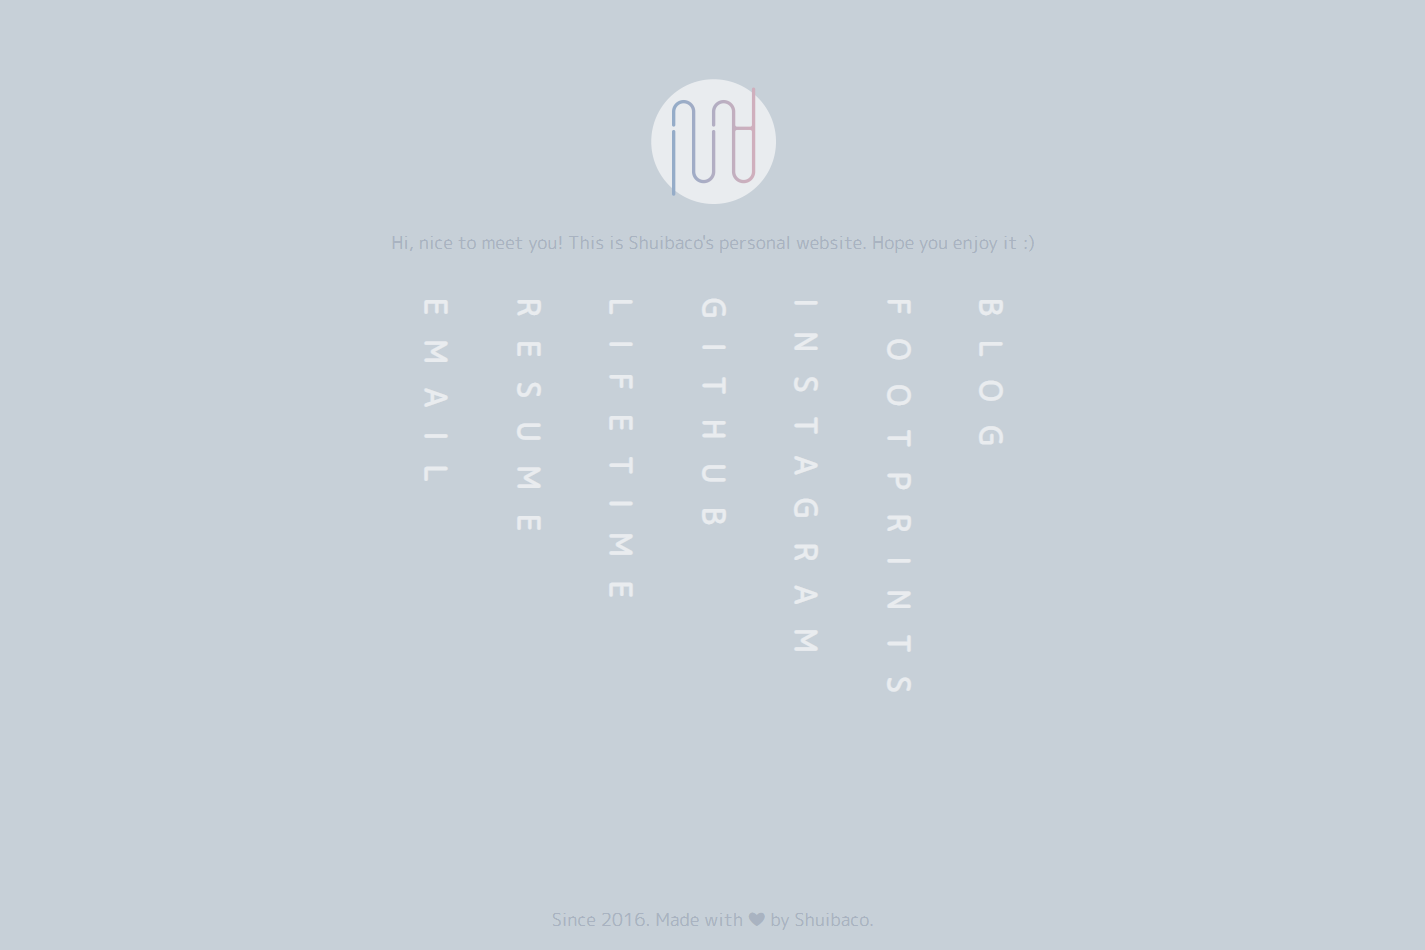 Hi, nice to meet you! This is Shuibaco's personal website. Hope you enjoy it :)
EMAIL
RESUME
LIFETIME
GITHUB
INSTAGRAM
FOOTPRINTS
BLOG
Since 2016. Made with ♥ by Shuibaco.